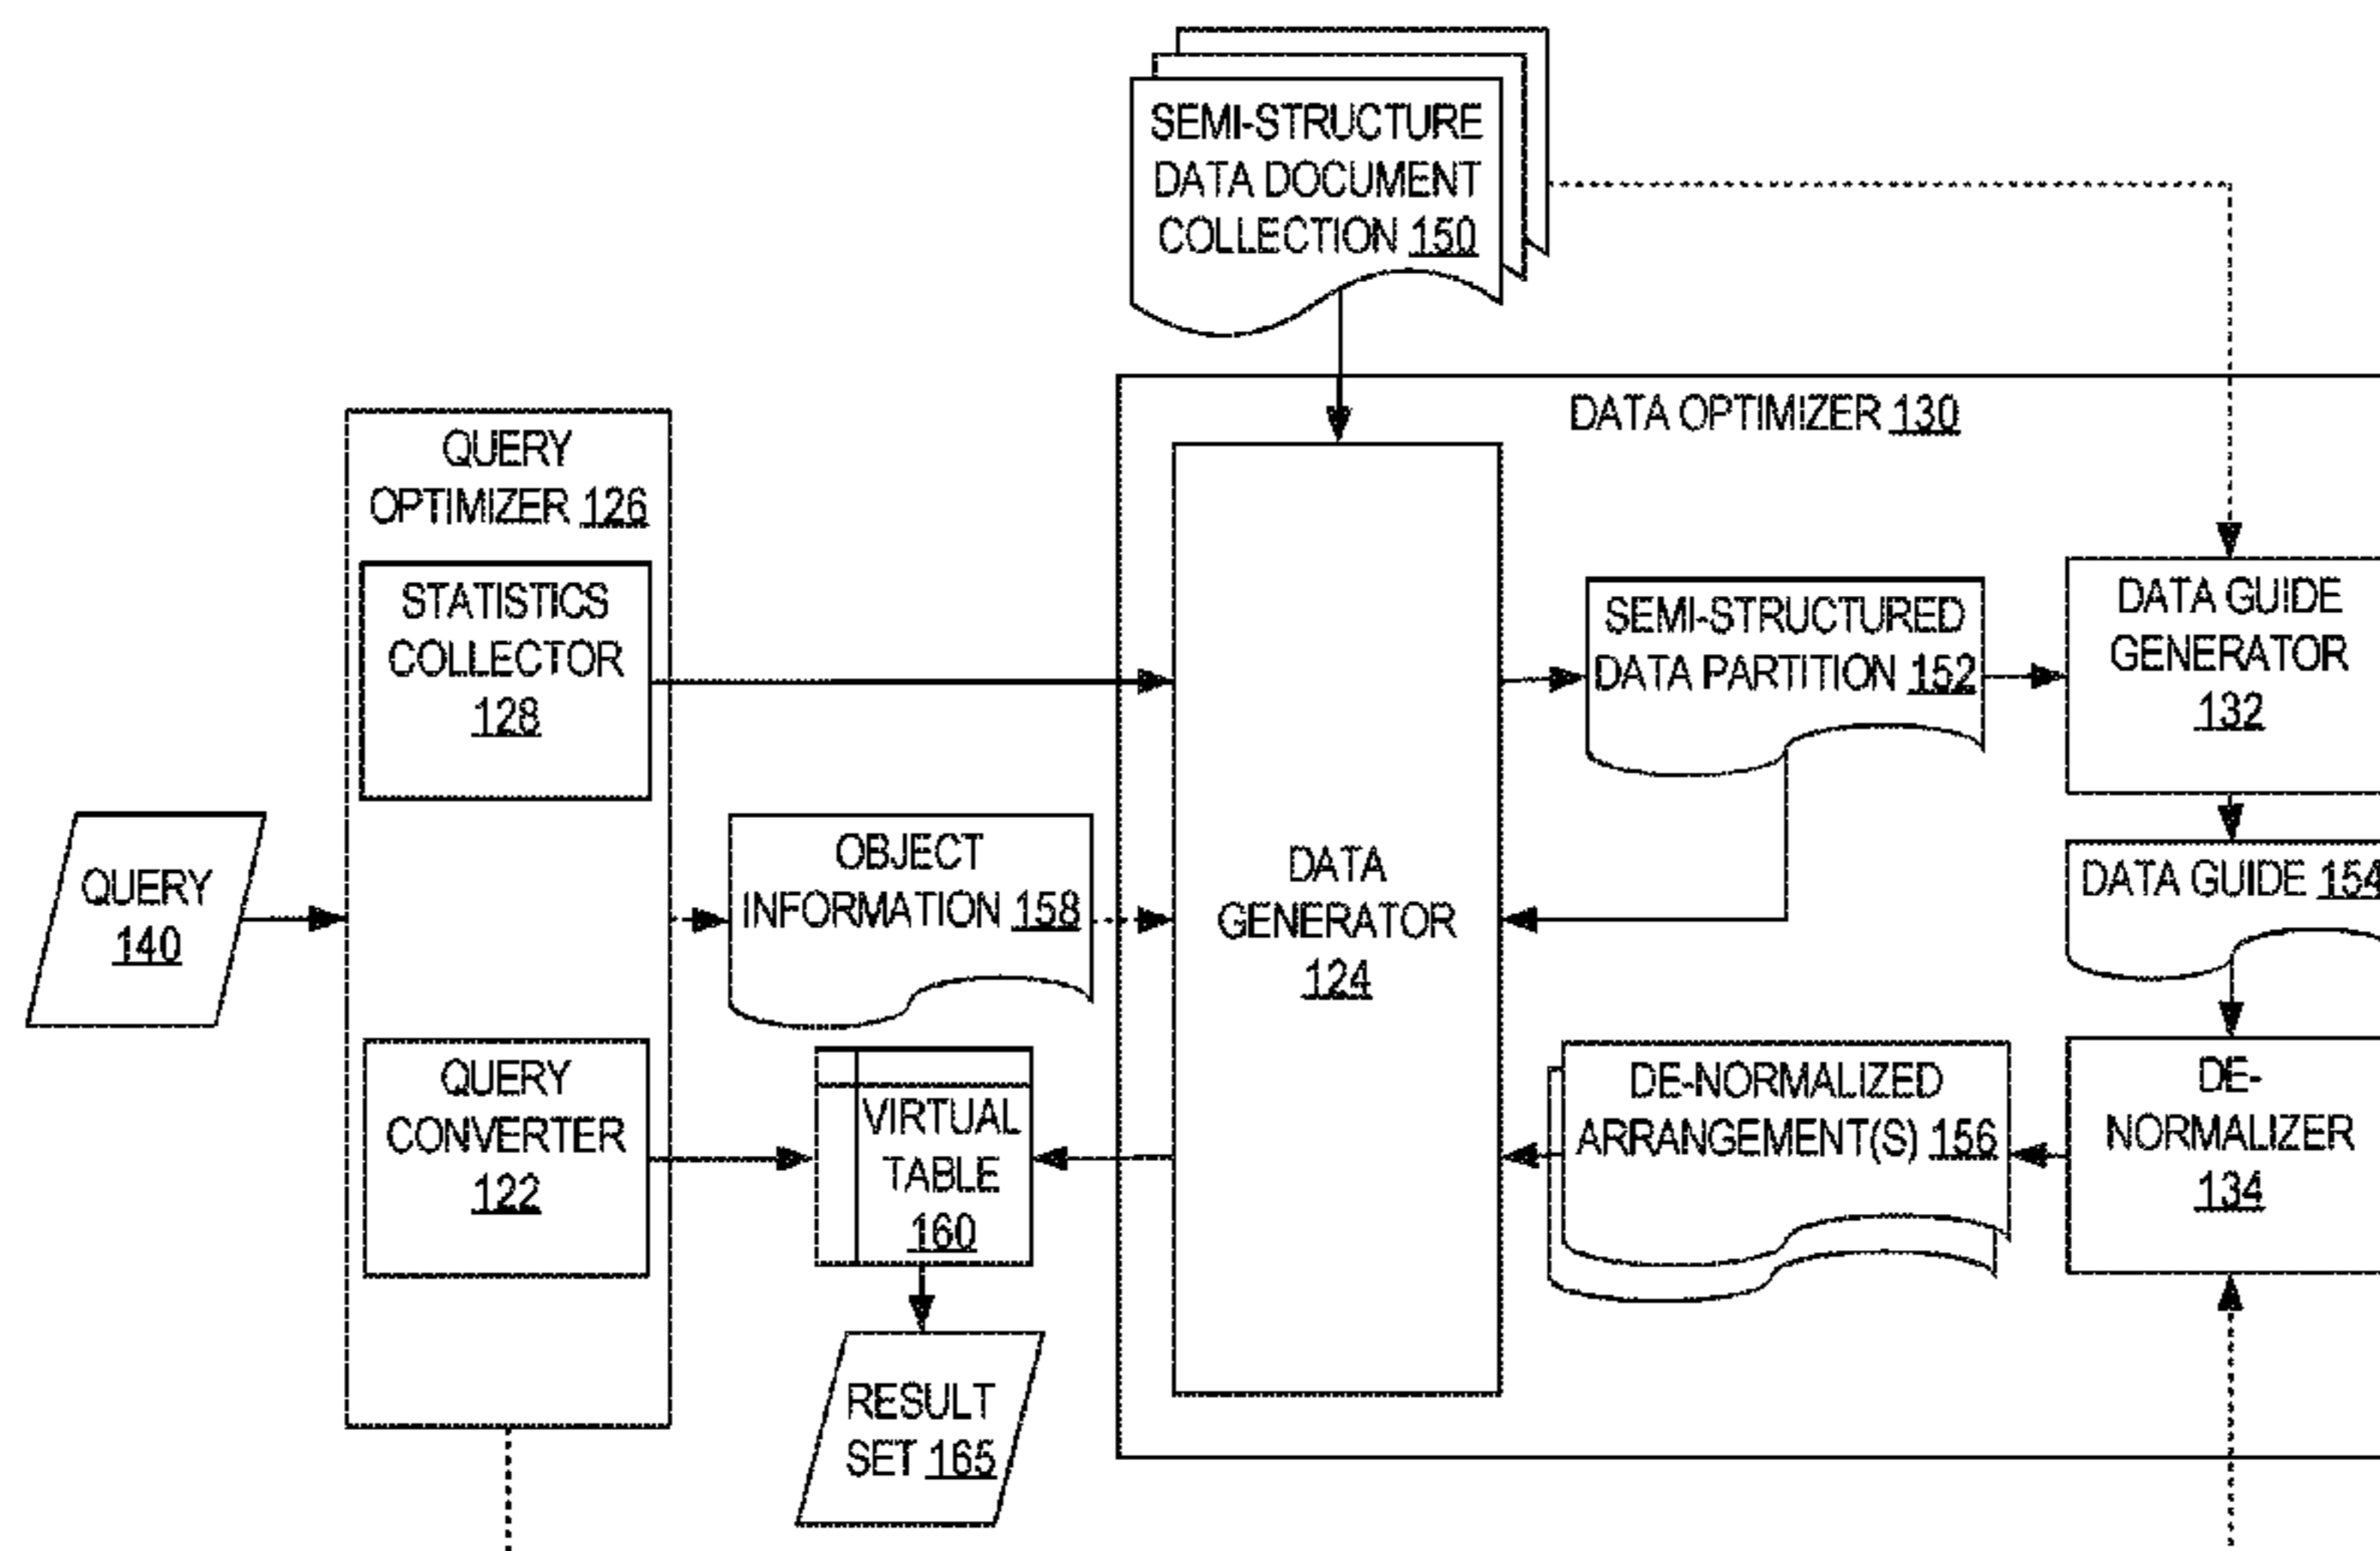 SEMI-STRUCTURE
DATA DOCUMENT
COLLECTION 150
DATA OPTIMIZER 130
QUERY
OPTIMIZER 126
STATISTICS
COLLECTOR
128
SEMI-STRUCTURED
DATA PARTITION 152
DATA GUIDE
GENERATOR
132
QUERY
140
OBJECT
INFORMATION 158
DATA
GENERATOR
124
DATA GUIDE 154
QUERY
CONVERTER
122
VIRTUAL
TABLE
160
DE-NORMALIZED
ARRANGEMENT(S) 156
DE-
NORMALIZER
134
RESULT
SET 165